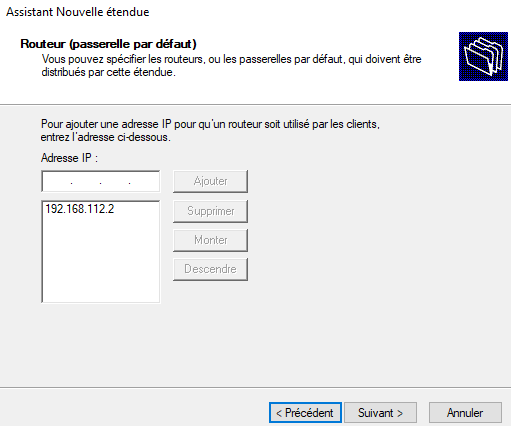 Assistant Nouvelle étendue
Routeur (passerelle par défaut)
Vous pouvez spécifier les routeurs, ou les passerelles par défaut, qui doivent être
distribués par cette étendue.
Pour ajouter une adresse IP pour qu'un routeur soit utilisé par les clients,
entrez l'adresse ci-dessous.
Adresse IP :
. . .
Ajouter
192.168.112.2
Supprimer
Monter
Descendre
< Précédent
Suivant >
Annuler